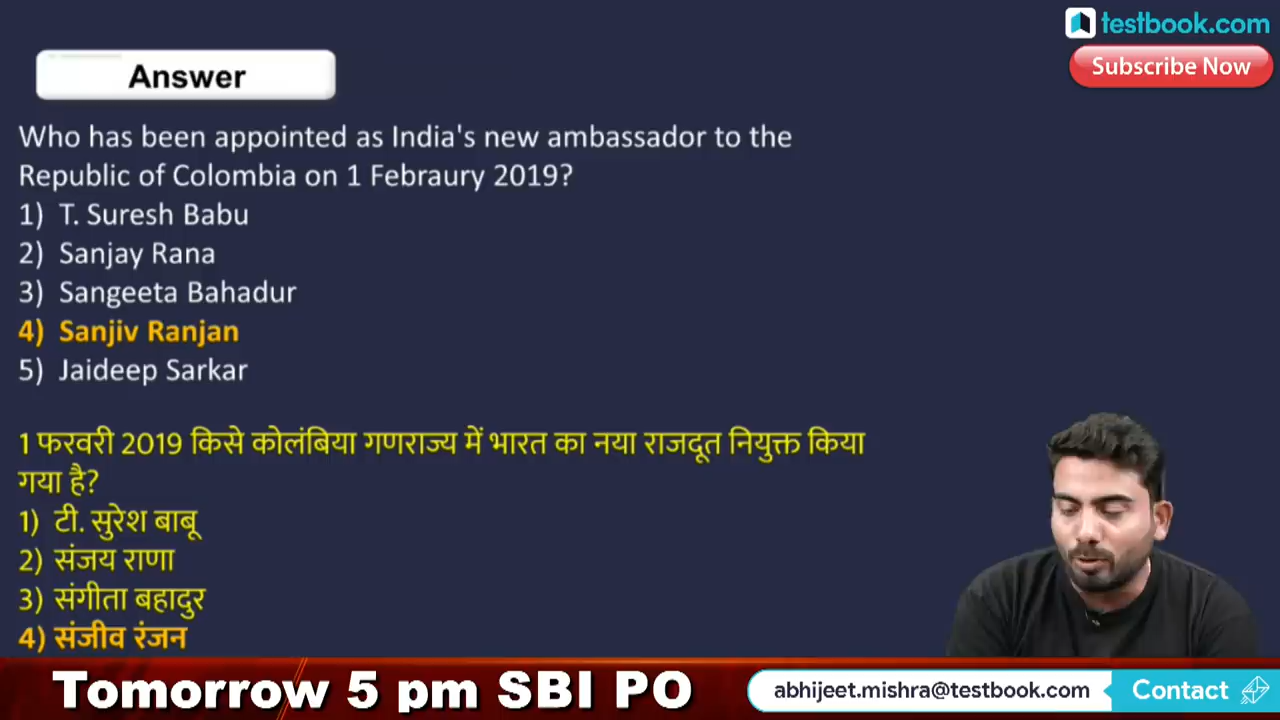 testbook.com
Subscribe Now
Answer
Who has been appointed as India's new ambassador to the
Republic of Colombia on 1 Febraury 2019?
1) T. Suresh Babu
2) Sanjay Rana
3) Sangeeta Bahadur
4) Sanjiv Ranjan
5) Jaideep Sarkar
1 फरवरी 2019 किसे कोलंबिया गणराज्य में भारत का नया राजदूत नियुक्त किया
गया है?
1) टी. सुरेश बाबू
2) संजय राणा
3) संगीता बहादुर
4) संजीव रंजन
Tomorrow 5 pm SBI PO
abhijeet.mishra@testbook.com
Contact